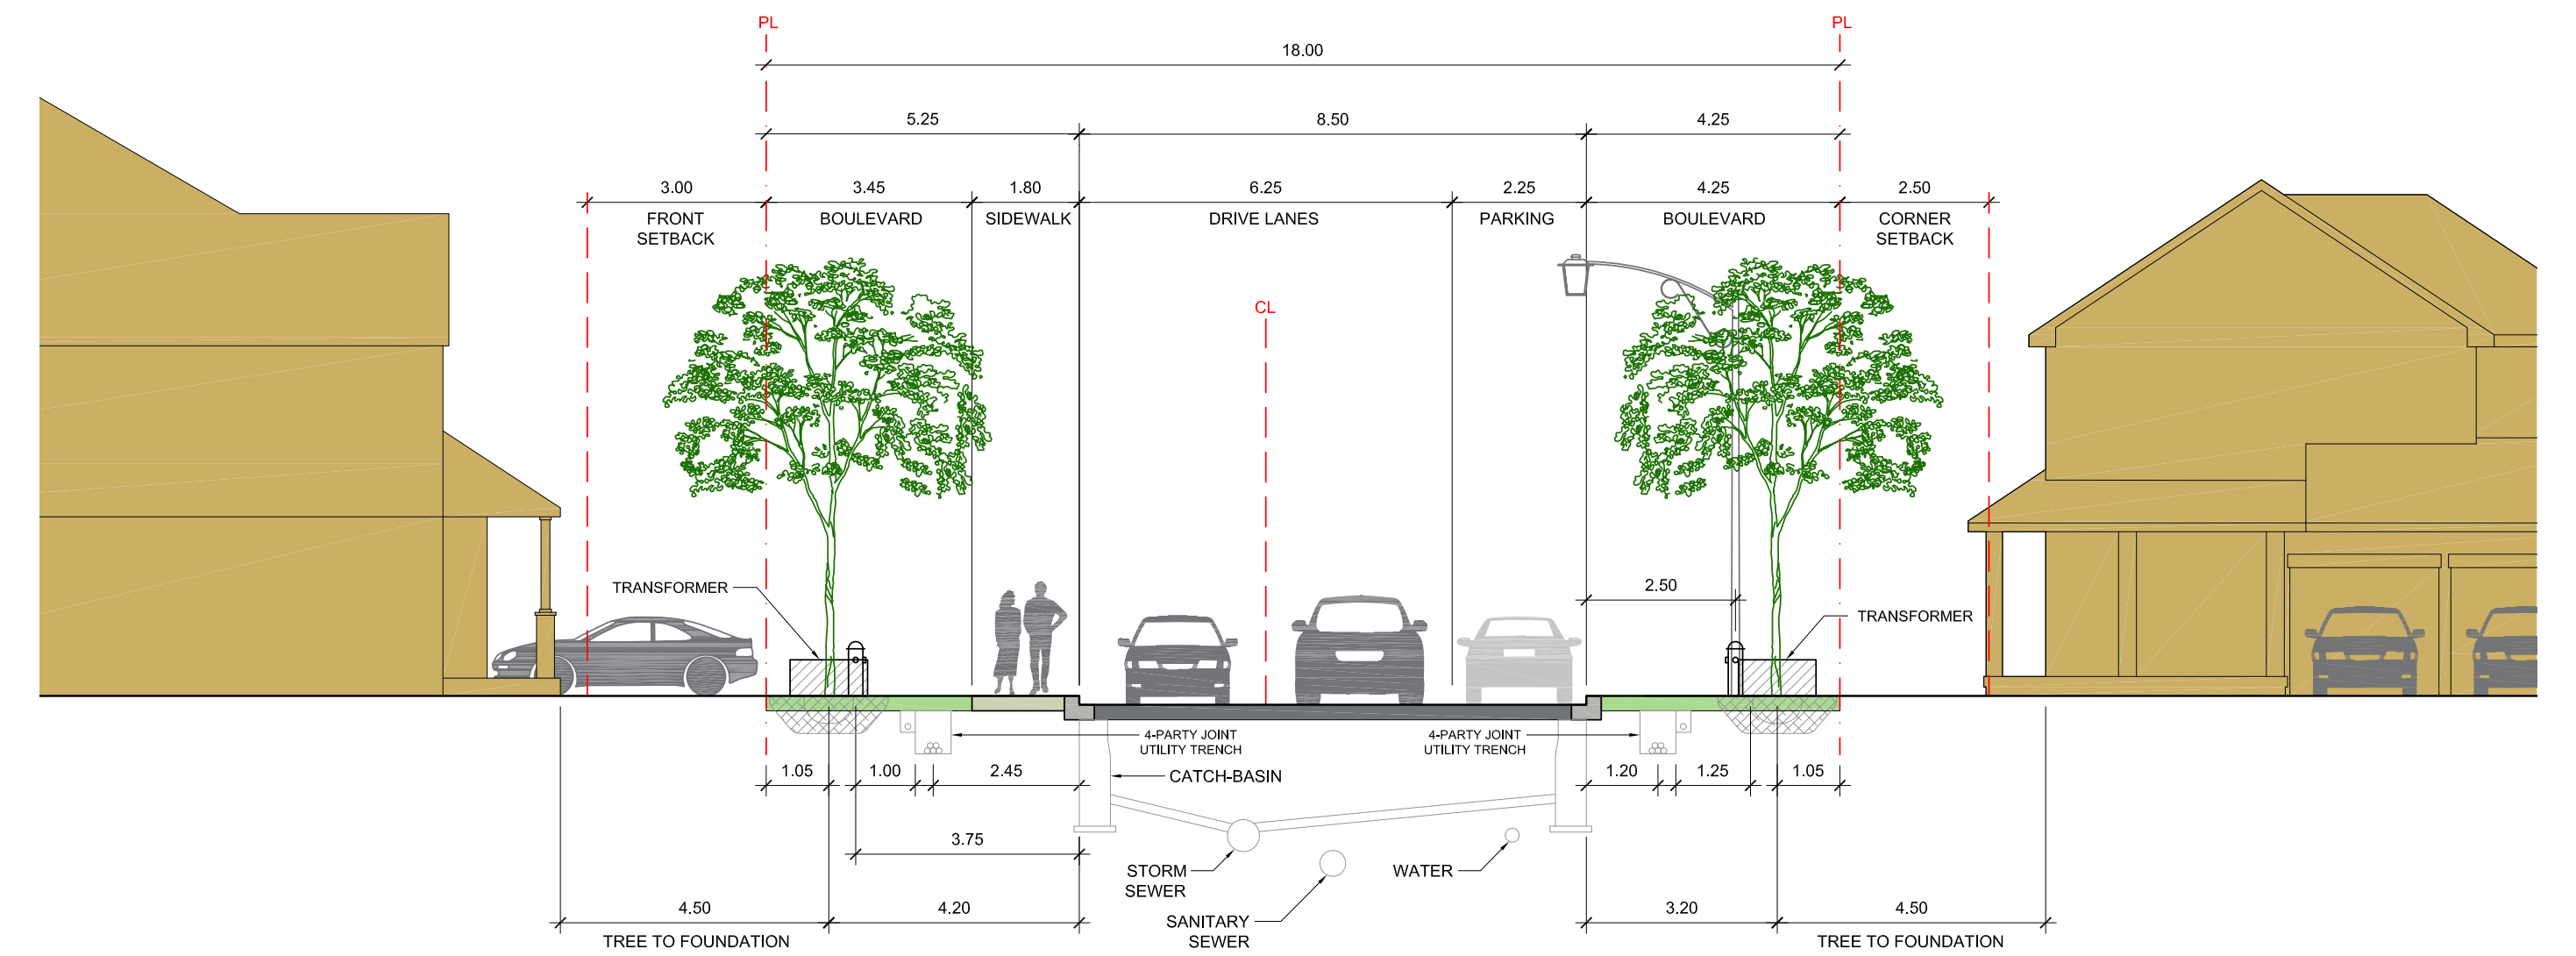 PL
PL
18.00
5.25
8.50
4.25
3.00
3.45
1.80
6.25
2.25
4.25
2.50
FRONT
SETBACK
BOULEVARD
SIDEWALK
DRIVE LANES
PARKING
BOULEVARD
CORNER
SETBACK
CL
TRANSFORMER
2.50
TRANSFORMER
4-PARTY JOINT
UTILITY TRENCH
4-PARTY JOINT
UTILITY TRENCH
1.05
1.00
2.45
CATCH-BASIN
1.20
1.25
1.05
3.75
STORM
SEWER
WATER
SANITARY
SEWER
4.50
4.20
3.20
4.50
TREE TO FOUNDATION
TREE TO FOUNDATION